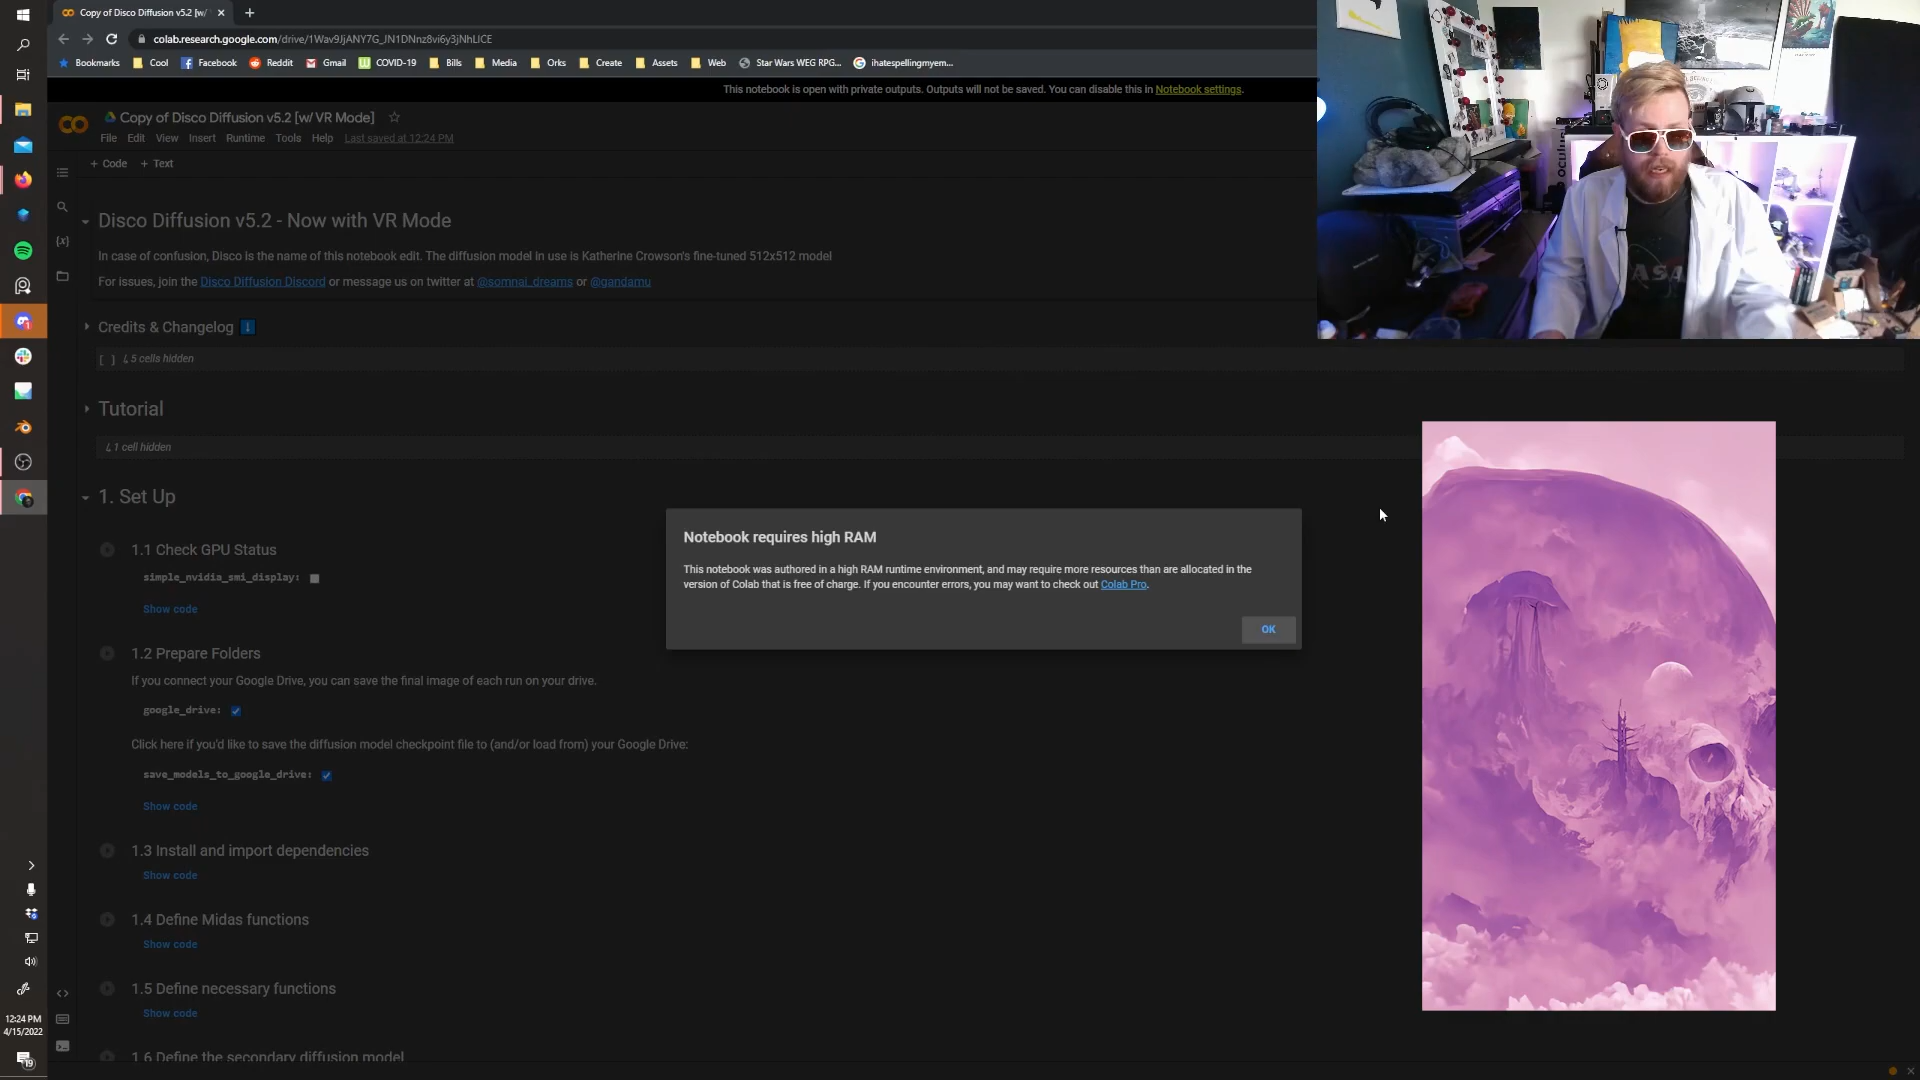 Copy of Disco Diffusion v5.2 [w/
colab.research.google.com/drive/1Wav9JjANY7G_JN1DNnz8vi6y3jNhLICE
Bookmarks Cool Facebook Reddit Gmail COVID-19 Bills Media Orks Create Assets Web Star Wars WEG RPG... ihatespellingmyem...
This notebook is open with private outputs. Outputs will not be saved. You can disable this in Notebook settings.
Copy of Disco Diffusion v5.2 [w/ VR Mode]
File Edit View Insert Runtime Tools Help Last saved at 12:24 PM
+ Code + Text
Disco Diffusion v5.2 - Now with VR Mode
In case of confusion, Disco is the name of this notebook edit. The diffusion model in use is Katherine Crowson's fine-tuned 512x512 model
For issues, join the Disco Diffusion Discord or message us on twitter at @somnai_dreams or @gandamu
Credits & Changelog
[ ] 5 cells hidden
Tutorial
1 cell hidden
1. Set Up
1.1 Check GPU Status
simple_nvidia_smi_display:
Show code
1.2 Prepare Folders
If you connect your Google Drive, you can save the final image of each run on your drive.
google_drive:
Click here if you'd like to save the diffusion model checkpoint file to (and/or load from) your Google Drive:
save_models_to_google_drive:
Show code
1.3 Install and import dependencies
Show code
1.4 Define Midas functions
Show code
1.5 Define necessary functions
Show code
1.6 Define the secondary diffusion model
Notebook requires high RAM
This notebook was authored in a high RAM runtime environment, and may require more resources than are allocated in the
version of Colab that is free of charge. If you encounter errors, you may want to check out Colab Pro.
OK
oculus
NASA
12:24 PM
4/15/2022
19